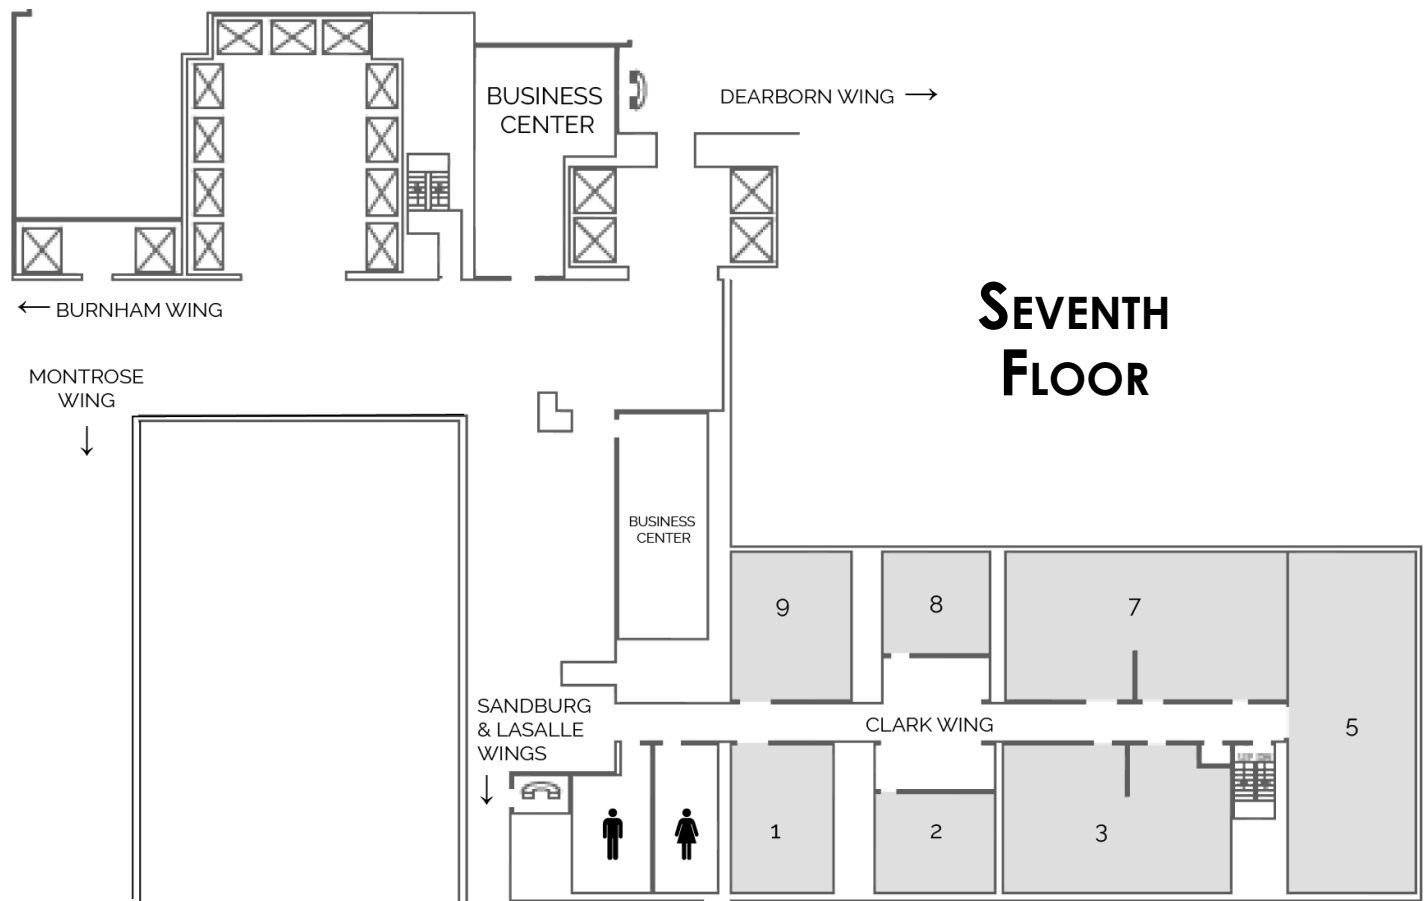 BUSINESS
CENTER
DEARBORN WING →
SEVENTH
FLOOR
← BURNHAM WING
MONTROSE
WING
↓
BUSINESS
CENTER
9
8
7
5
SANDBURG
& LASALLE
WINGS
↓
CLARK WING
1
2
3